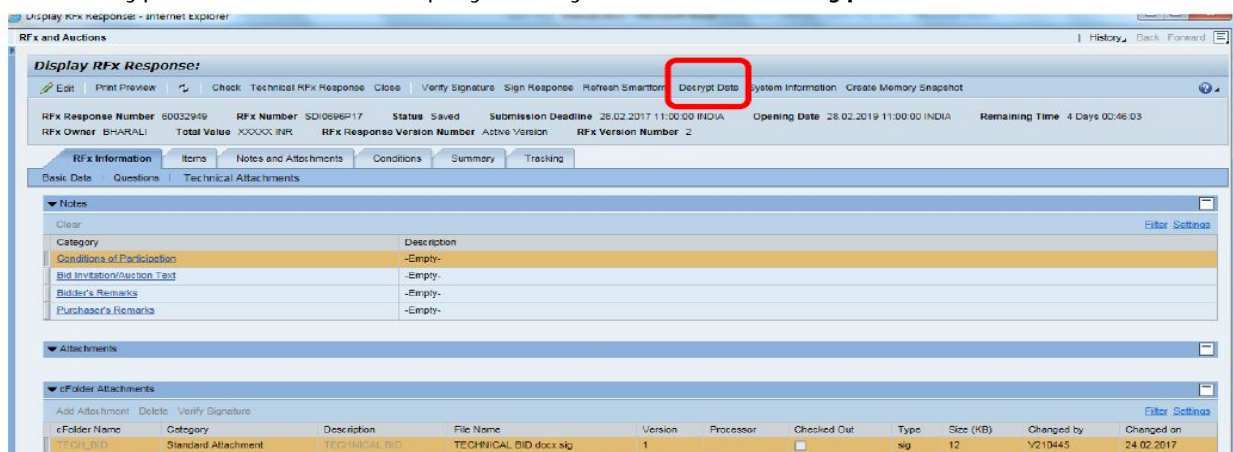 Display RFx Response: - Internet Explorer
RFx and Auctions
History Back Forward
Display RFx Response:
Edit Print Preview Check Technical RFx Response Close Verify Signature Sign Response Refresh Smartform Decrypt Data System Information Create Memory Snapshot
RFx Response Number 60032949 RFx Number SDI0696P17 Status Saved Submission Deadline 28.02.2017 11:00:00 INDIA Opening Date 28.02.2019 11:00:00 INDIA Remaining Time 4 Days 00:46:03
RFx Owner BHARALI Total Value XXXXX INR RFx Response Version Number Active Version RFx Version Number 2
RFx Information Items Notes and Attachments Conditions Summary Tracking
Basic Data Questions Technical Attachments
Notes
Clear Filter Settings
Category Description
Conditions of Participation -Empty-
Bid Invitation/Auction Text -Empty-
Bidder's Remarks -Empty-
Purchaser's Remarks -Empty-
Attachments
cFolder Attachments
Add Attachment Delete Verify Signature Filter Settings
cFolder Name Category Description File Name Version Processor Checked Out Type Size (KB) Changed by Changed on
TECH_BID Standard Attachment TECHNICAL BID TECHNICAL BID.docx.sig 1 sig 12 V210445 24.02.2017